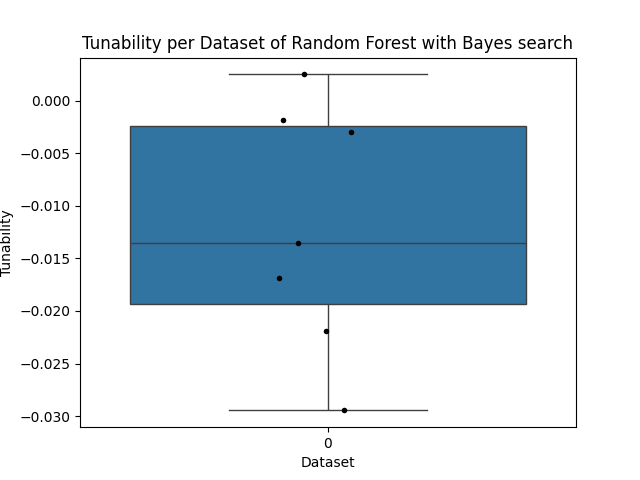 Tunability per Dataset of Random Forest with Bayes search
0.000
−0.005
−0.010
−0.015
−0.020
−0.025
−0.030
Tunability
0
Dataset